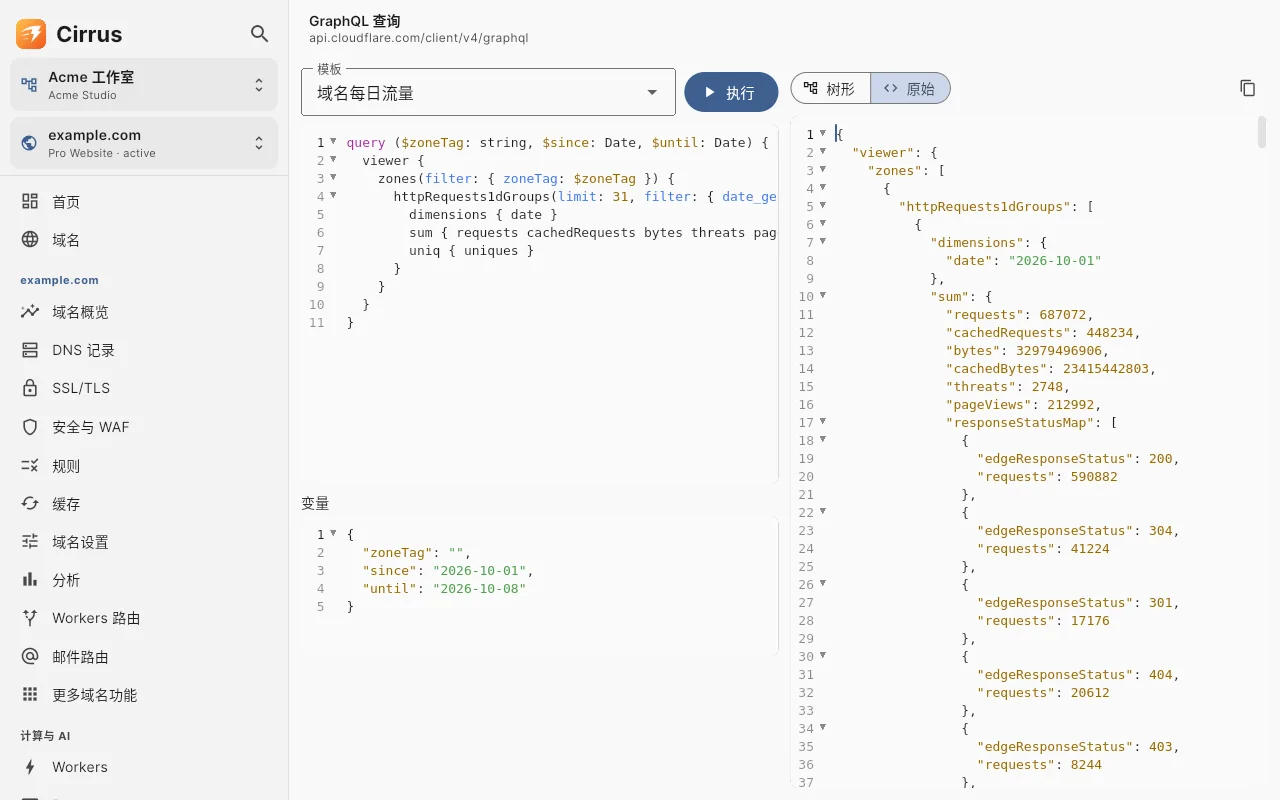 Cirrus
Acme 工作室
Acme Studio
example.com
Pro Website · active
首页
域名
example.com
域名概览
DNS 记录
SSL/TLS
安全与 WAF
规则
缓存
域名设置
分析
Workers 路由
邮件路由
更多域名功能
计算与 AI
Workers
GraphQL 查询
api.cloudflare.com/client/v4/graphql
模板
域名每日流量
执行
1 query ($zoneTag: string, $since: Date, $until: Date) {
2 viewer {
3 zones(filter: { zoneTag: $zoneTag }) {
4 httpRequests1dGroups(limit: 31, filter: { date_ge
5 dimensions { date }
6 sum { requests cachedRequests bytes threats pag
7 uniq { uniques }
8 }
9 }
10 }
11 }
变量
1 {
2 "zoneTag": "",
3 "since": "2026-10-01",
4 "until": "2026-10-08"
5 }
树形
原始
1 {
2 "viewer": {
3 "zones": [
4 {
5 "httpRequests1dGroups": [
6 {
7 "dimensions": {
8 "date": "2026-10-01"
9 },
10 "sum": {
11 "requests": 687072,
12 "cachedRequests": 448234,
13 "bytes": 32979496906,
14 "cachedBytes": 23415442803,
15 "threats": 2748,
16 "pageViews": 212992,
17 "responseStatusMap": [
18 {
19 "edgeResponseStatus": 200,
20 "requests": 590882
21 },
22 {
23 "edgeResponseStatus": 304,
24 "requests": 41224
25 },
26 {
27 "edgeResponseStatus": 301,
28 "requests": 17176
29 },
30 {
31 "edgeResponseStatus": 404,
32 "requests": 20612
33 },
34 {
35 "edgeResponseStatus": 403,
36 "requests": 8244
37 },